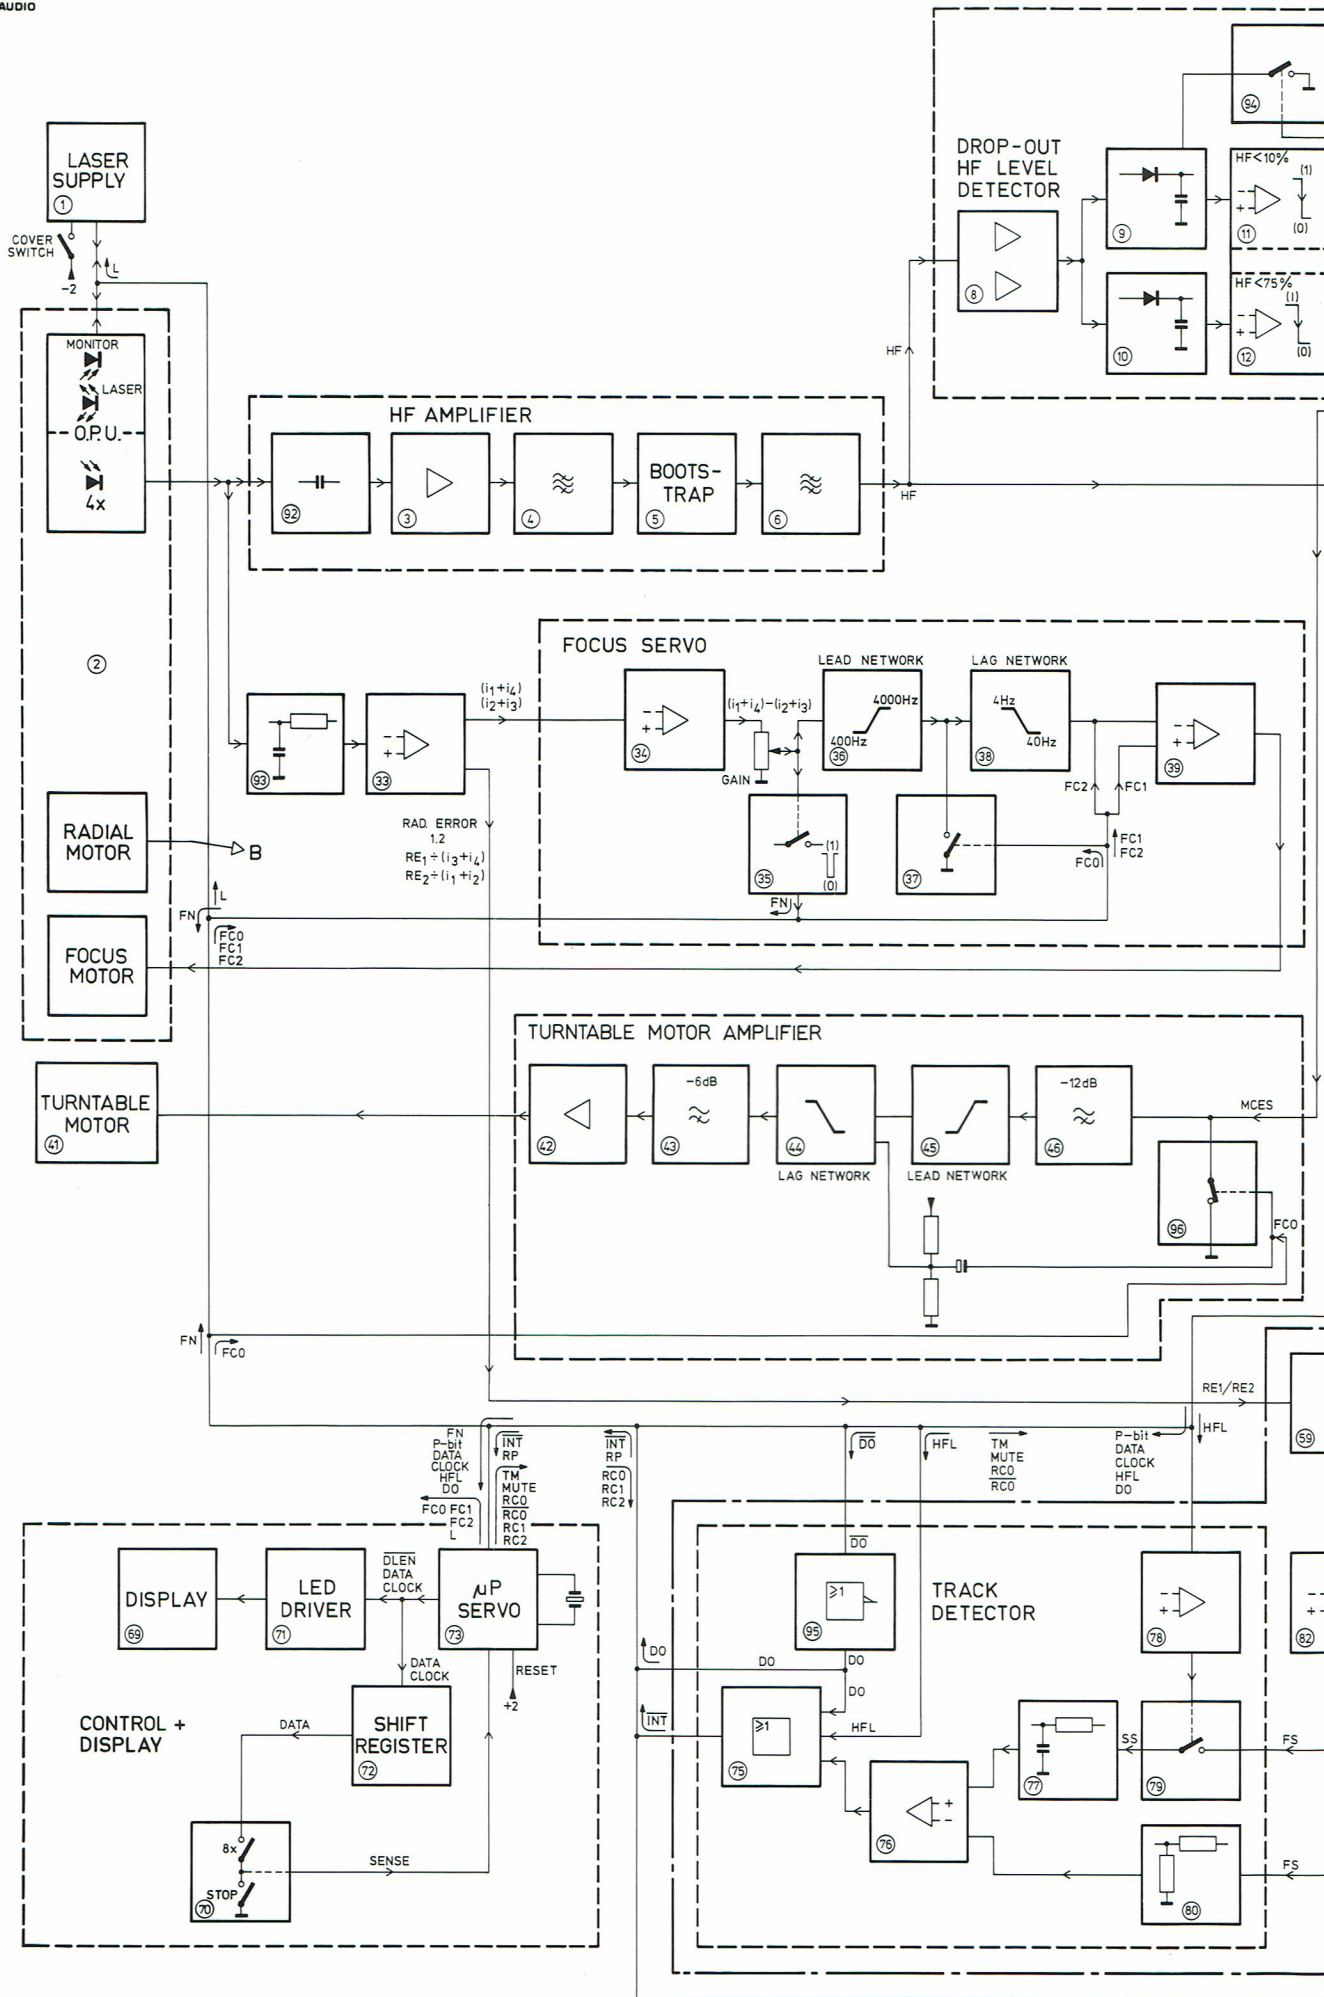 AUDIO
LASER
SUPPLY
1
COVER
SWITCH
-2
L
MONITOR
LASER
O.P.U.
4x
2
RADIAL
MOTOR
B
FOCUS
MOTOR
FN
L
FC0
FC1
FC2
TURNTABLE
MOTOR
41
HF AMPLIFIER
92
3
4
BOOTS-
TRAP
5
6
HF
HF
DROP-OUT
HF LEVEL
DETECTOR
8
9
10
94
HF<10%
(1)
- -
+ -
(0)
11
HF<75%
(1)
- -
+ -
(0)
12
93
- -
+ -
33
(i1+i4)
(i2+i3)
RAD. ERROR
1.2
RE1÷(i3+i4)
RE2÷(i1+i2)
FOCUS SERVO
- -
+ -
34
(i1+i4)-(i2+i3)
GAIN
LEAD NETWORK
4000Hz
400Hz
36
LAG NETWORK
4Hz
40Hz
38
- -
+ -
39
FC2
FC1
FC1
FC2
FC0
35
(1)
(0)
FN
37
TURNTABLE MOTOR AMPLIFIER
42
-6dB
43
44
LAG NETWORK
45
LEAD NETWORK
-12dB
46
MCES
96
FC0
FN
FC0
RE1/RE2
59
FN
P-bit
DATA
CLOCK
HFL
DO
FC0 FC1
FC2
L
INT
RP
TM
MUTE
RC0
RC0
RC1
RC2
INT
RP
RC0
RC1
RC2
DO
HFL
TM
MUTE
RC0
RC0
P-bit
DATA
CLOCK
HFL
DO
HFL
CONTROL +
DISPLAY
DISPLAY
69
LED
DRIVER
71
DLEN
DATA
CLOCK
µP
SERVO
73
DATA
CLOCK
RESET
+2
SHIFT
REGISTER
72
DATA
8x
STOP
70
SENSE
TRACK
DETECTOR
DO
≥1
95
DO
DO
DO
DO
INT
≥1
75
HFL
+
- -
76
77
SS
- -
+ -
78
79
FS
80
FS
- -
+ -
82